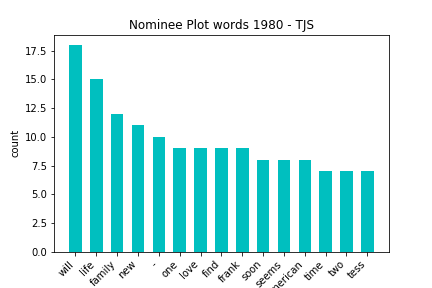 Nominee Plot words 1980 - TJS
17.5
15.0
12.5
10.0
7.5
5.0
2.5
0.0
count
will
life
family
new
-
one
love
find
frank
soon
seems
merican
time
two
tess